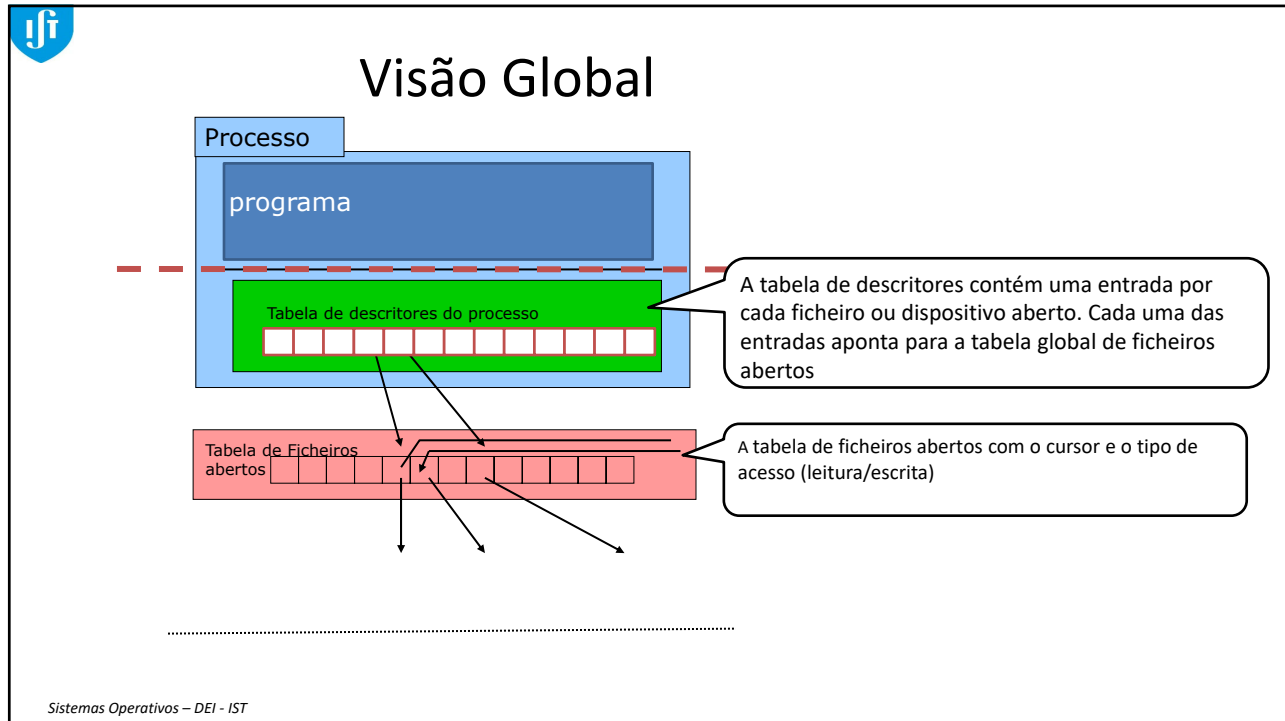 IST
Visão Global
Processo
programa
Tabela de descritores do processo
A tabela de descritores contém uma entrada por
cada ficheiro ou dispositivo aberto. Cada uma das
entradas aponta para a tabela global de ficheiros
abertos
Tabela de Ficheiros
abertos
A tabela de ficheiros abertos com o cursor e o tipo de
acesso (leitura/escrita)
Sistemas Operativos – DEI - IST